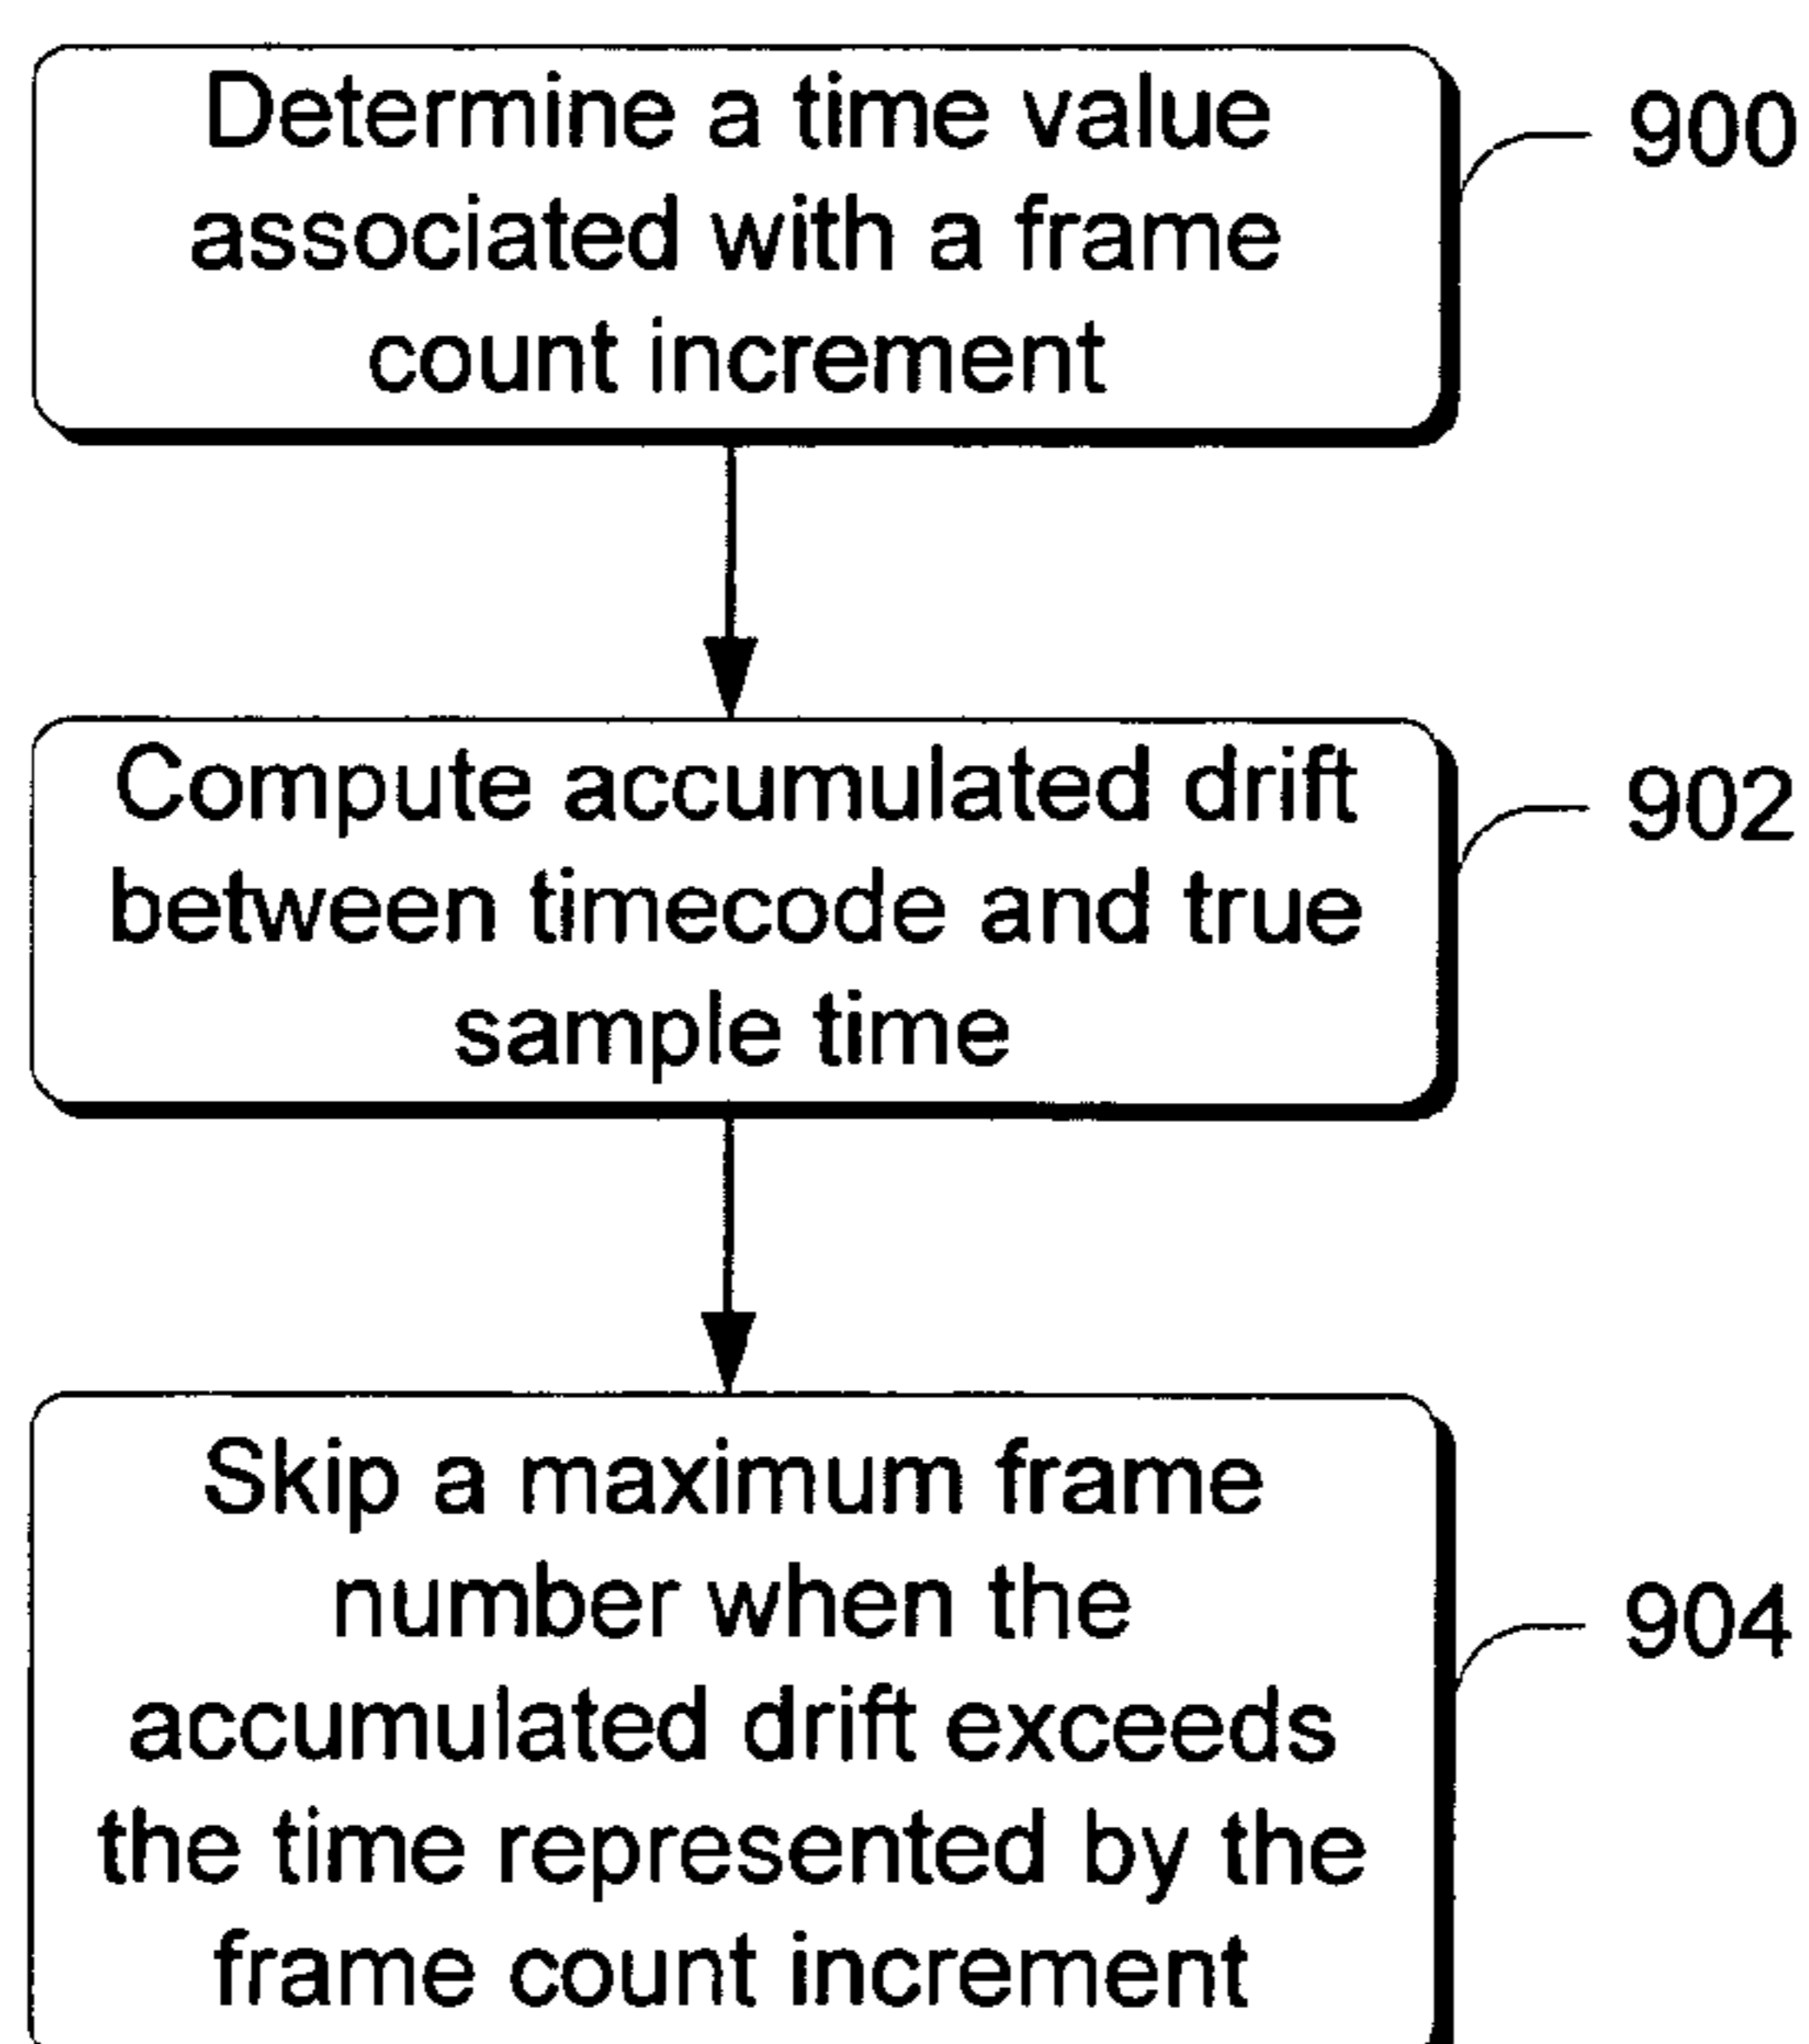 Determine a time value
associated with a frame
count increment
900
Compute accumulated drift
between timecode and true
sample time
902
Skip a maximum frame
number when the
accumulated drift exceeds
the time represented by the
frame count increment
904